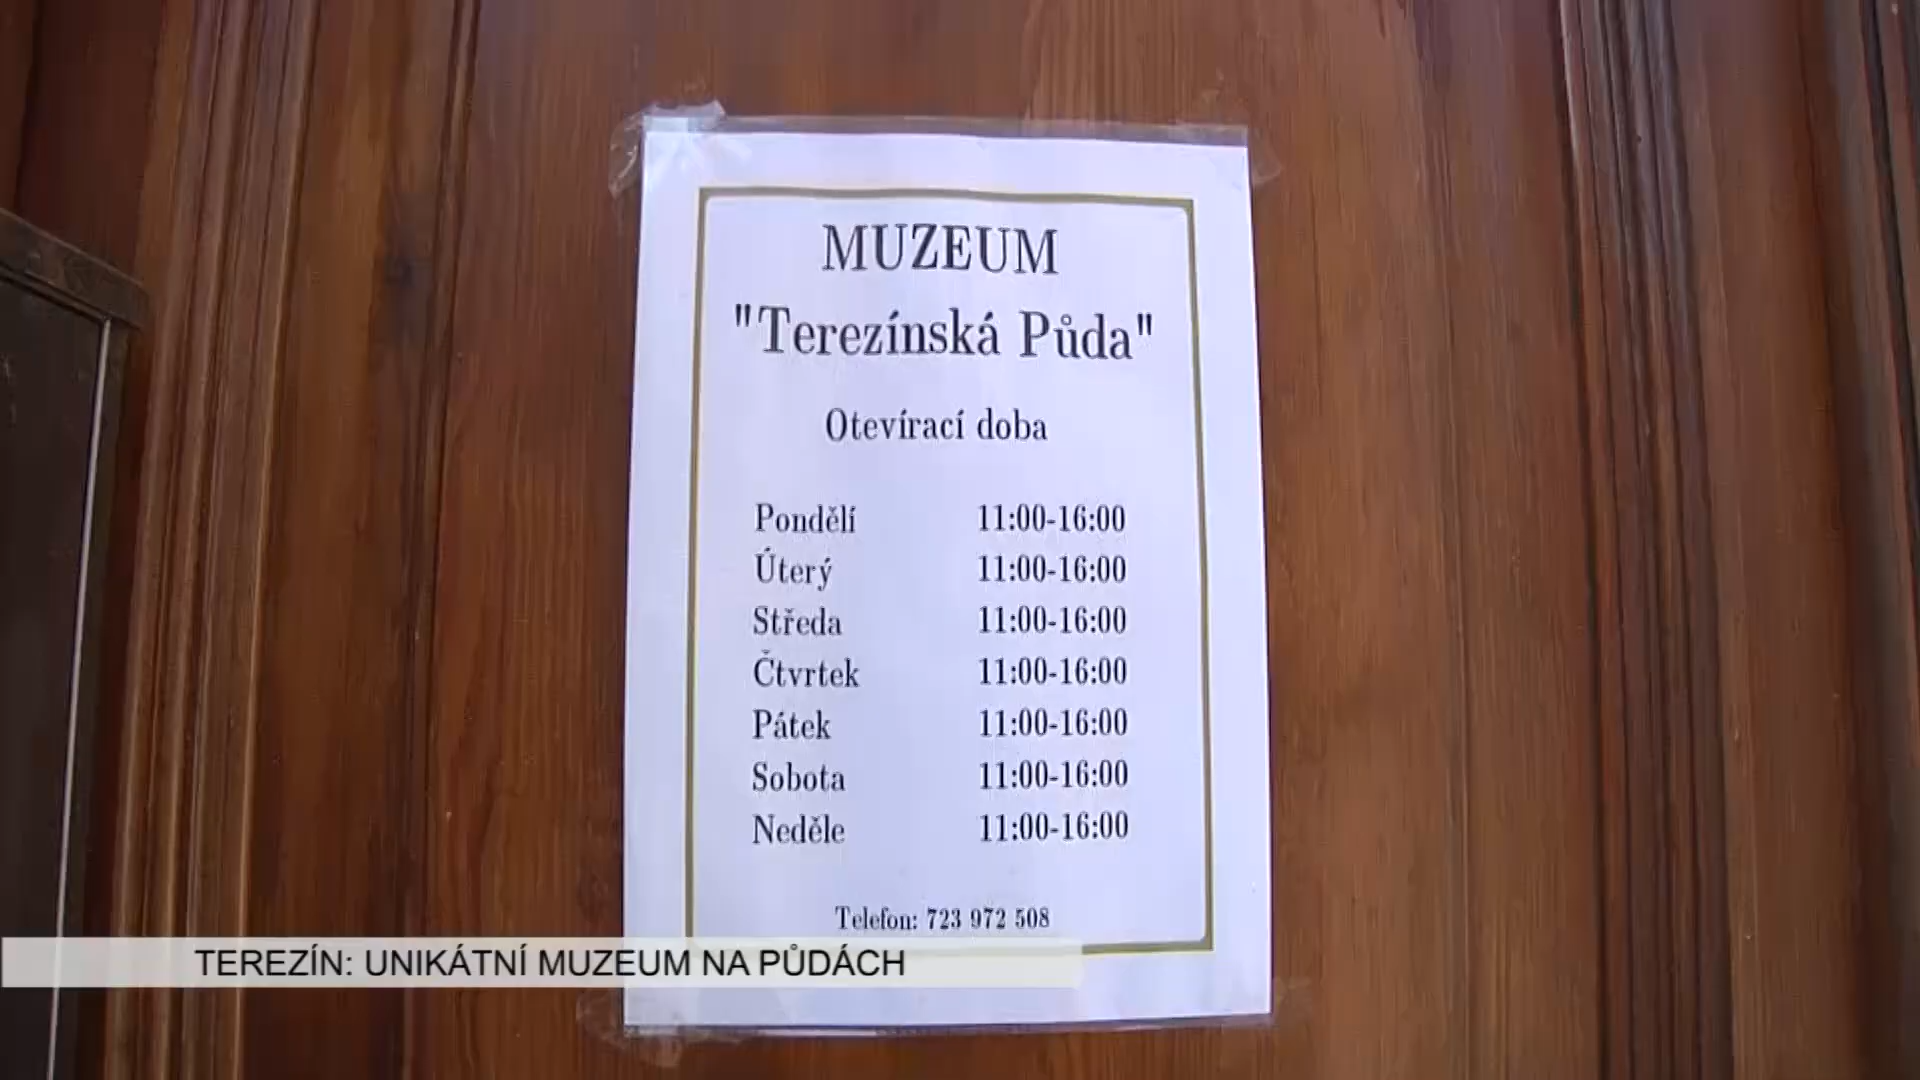 MUZEUM
"Terezínská Půda"
Otevírací doba
Pondělí 11:00-16:00
Úterý 11:00-16:00
Středa 11:00-16:00
Čtvrtek 11:00-16:00
Pátek 11:00-16:00
Sobota 11:00-16:00
Neděle 11:00-16:00
Telefon: 723 972 508
TEREZÍN: UNIKÁTNÍ MUZEUM NA PŮDÁCH